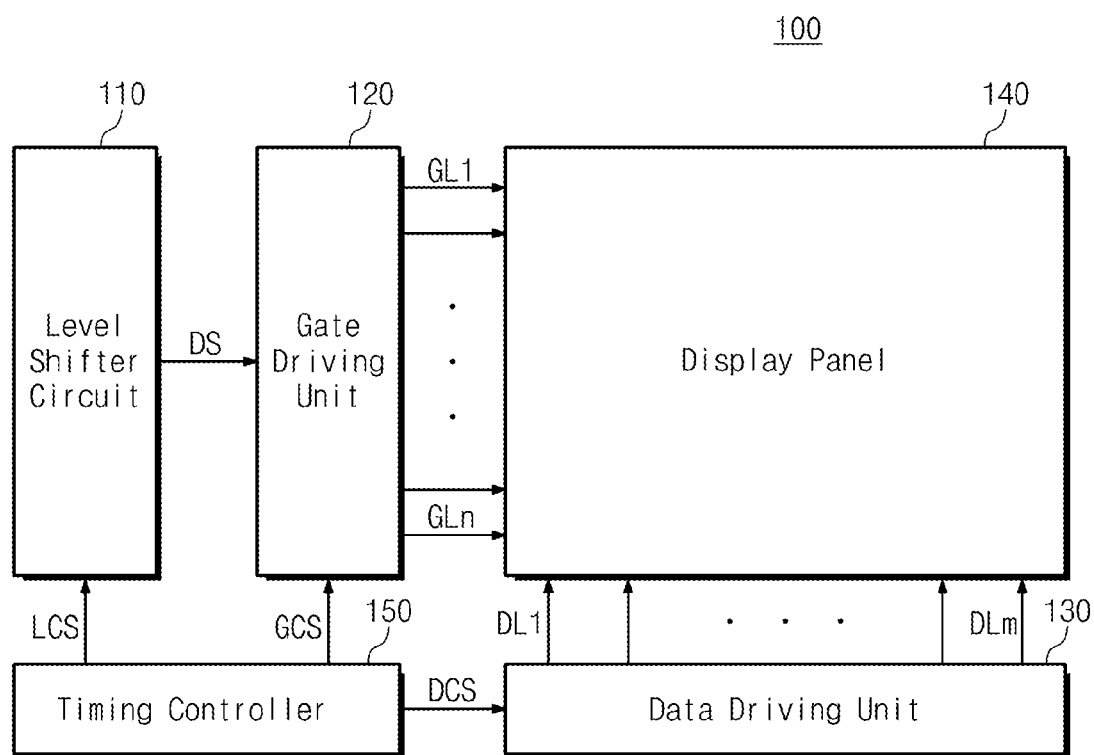 100
110
120
140
GL1
Level
Shifter
Circuit
DS
Gate
Driving
Unit
Display Panel
GLn
LCS
GCS
150
DL1
DLm
130
Timing Controller
DCS
Data Driving Unit